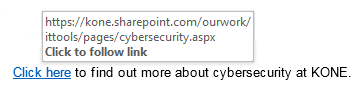 https://kone.sharepoint.com/ourwork/
ittools/pages/cybersecurity.aspx
Click to follow link
Click here to find out more about cybersecurity at KONE.